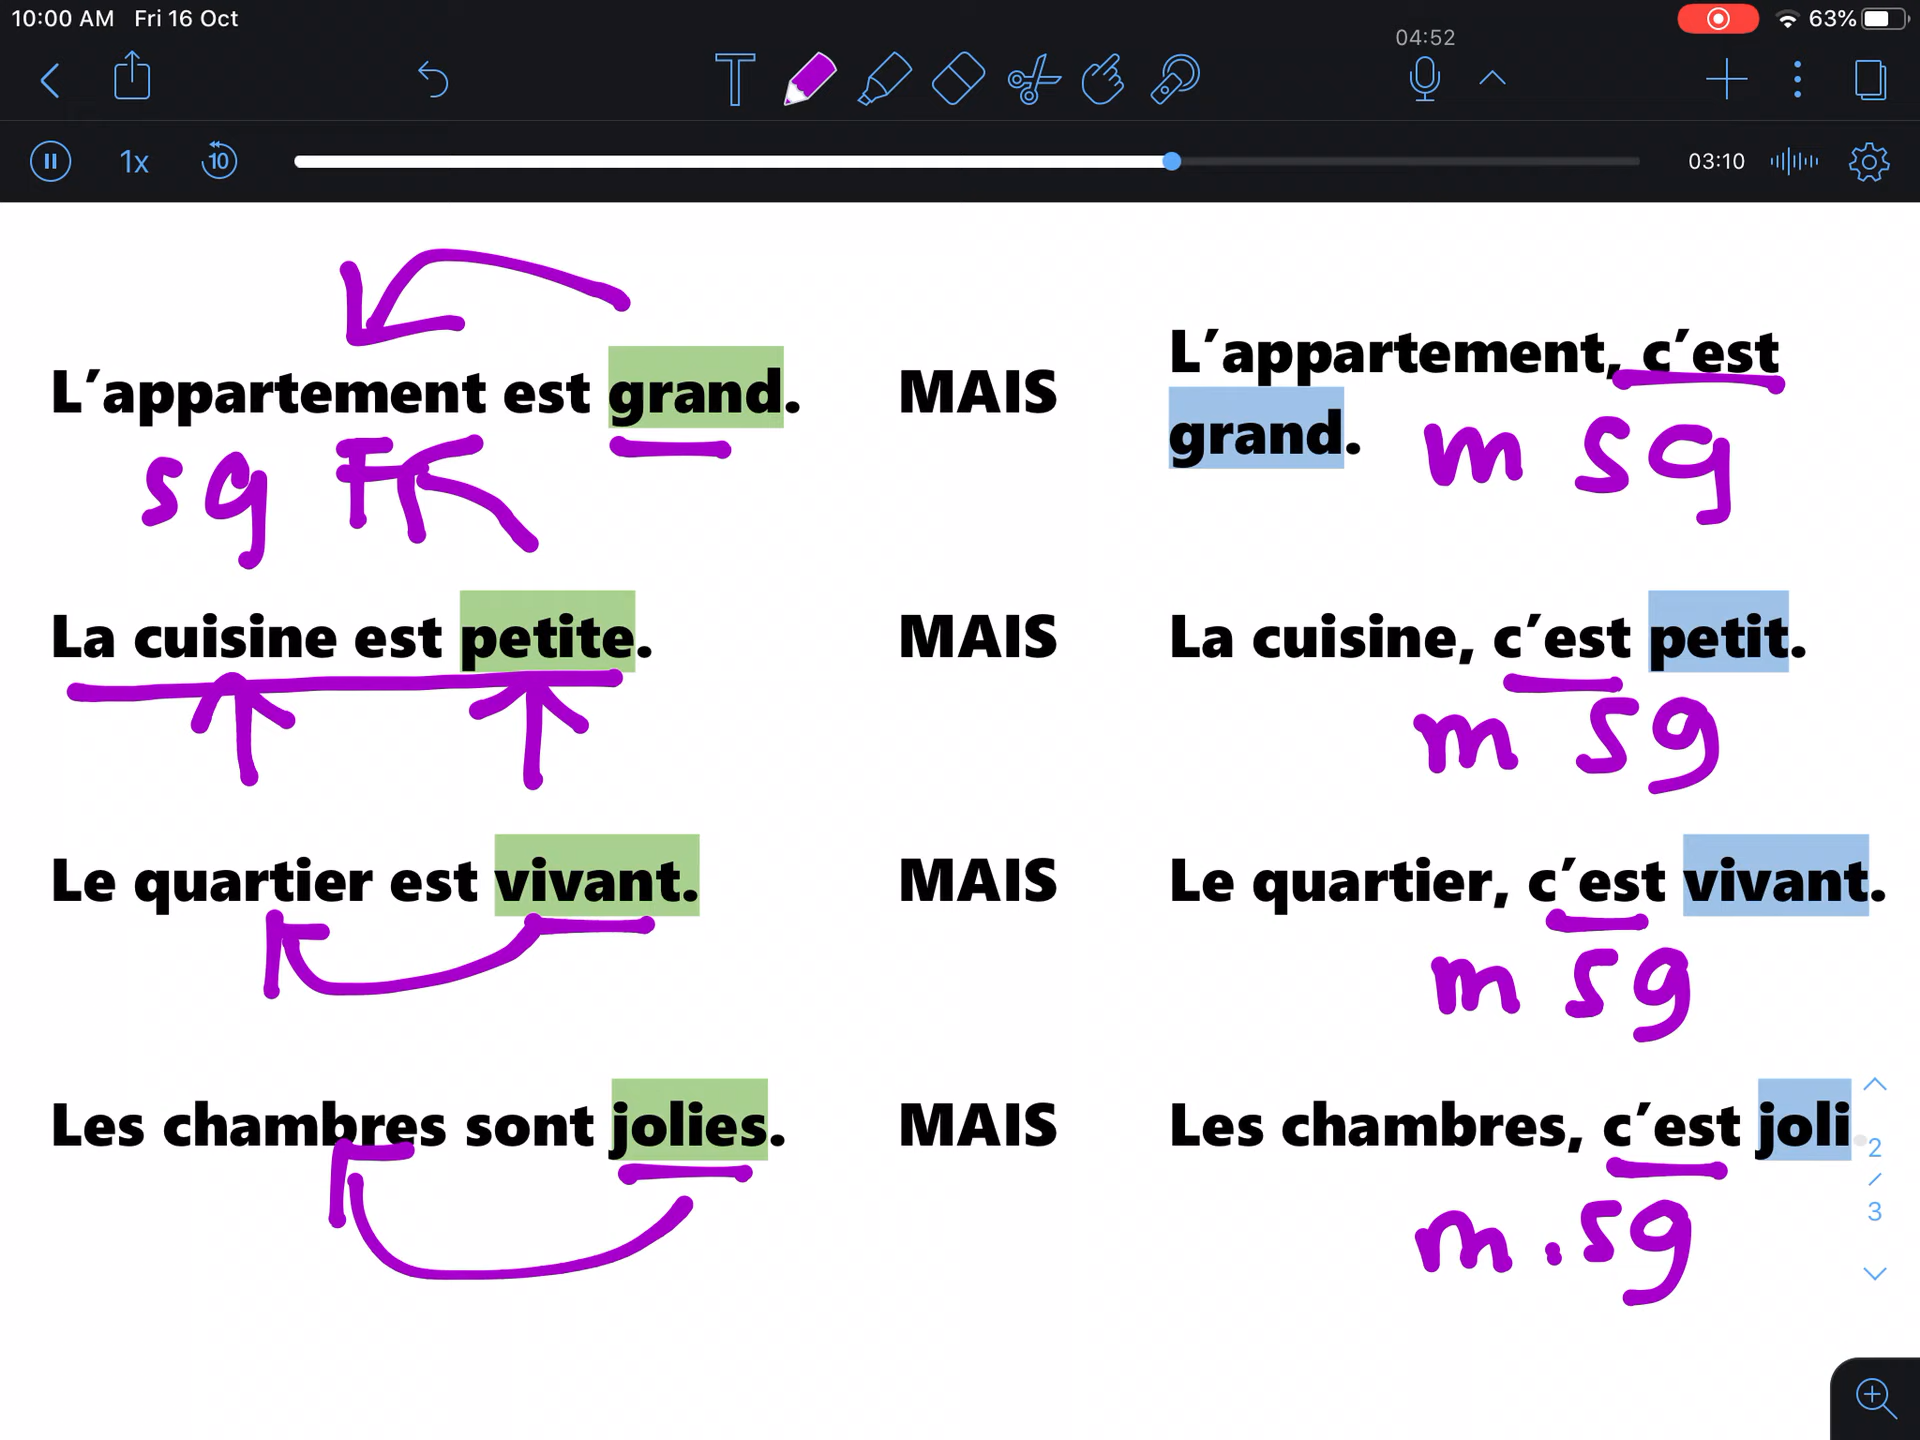 10:00 AM Fri 16 Oct
63%
04:52
T
1x
10
03:10
L’appartement est grand. MAIS L’appartement, c’est
grand.
m sg
sg
La cuisine est petite. MAIS La cuisine, c’est petit.
m sg
Le quartier est vivant. MAIS Le quartier, c’est vivant.
m sg
Les chambres sont jolies. MAIS Les chambres, c’est joli
2
/
3
m.sg